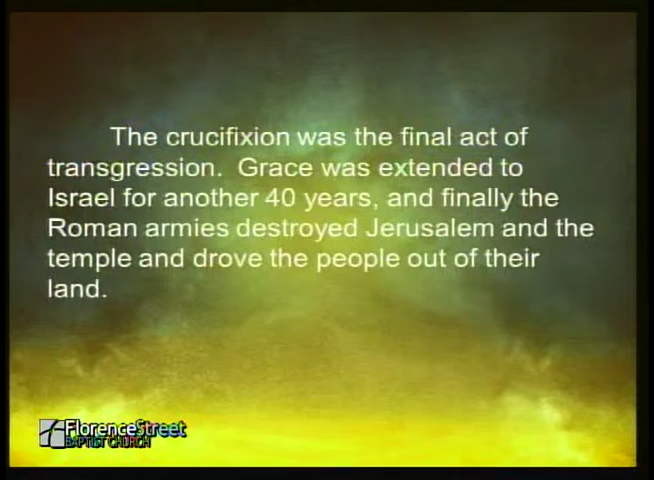 The crucifixion was the final act of
transgression.  Grace was extended to
Israel for another 40 years, and finally the
Roman armies destroyed Jerusalem and the
temple and drove the people out of their
land.
FlorenceStreet
BAPTIST CHURCH